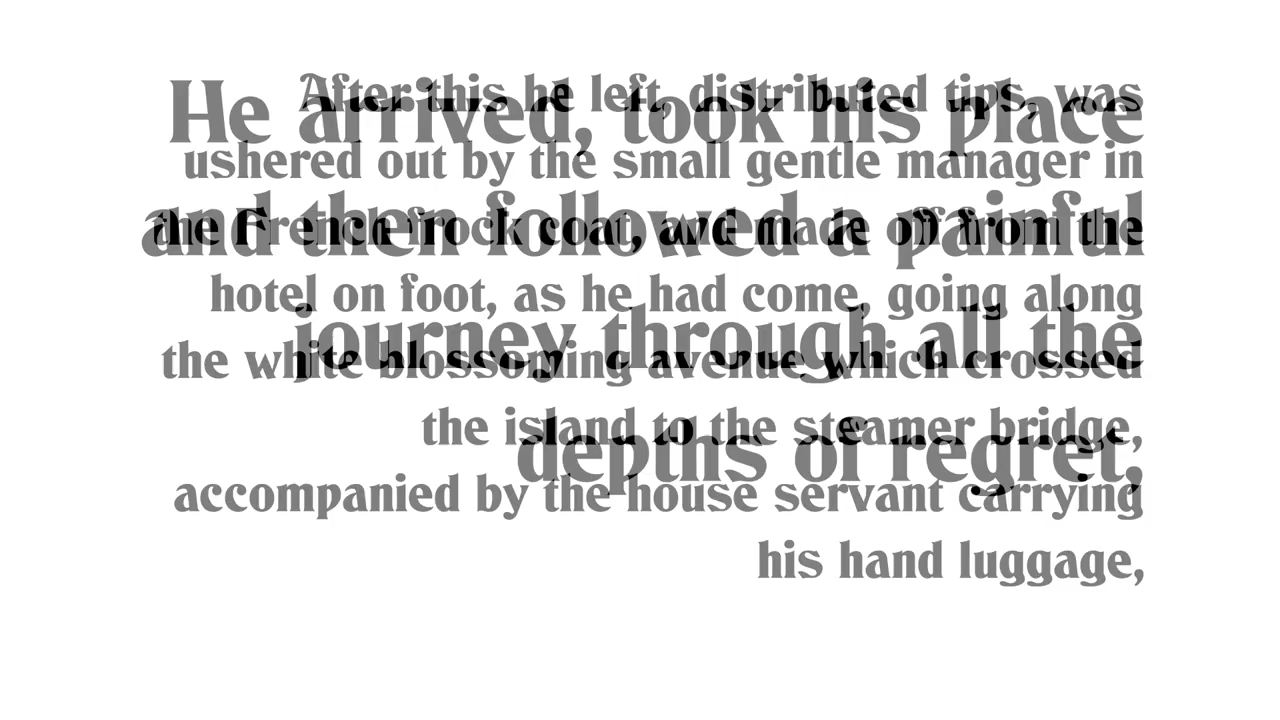 After this he left, distributed tips, was
ushered out by the small gentle manager in
the French frock coat, and made off from the
hotel on foot, as he had come, going along
the white blossoming avenue which crossed
the island to the steamer bridge,
accompanied by the house servant carrying
his hand luggage,
He arrived, took his place
and then followed a painful
journey through all the
depths of regret,